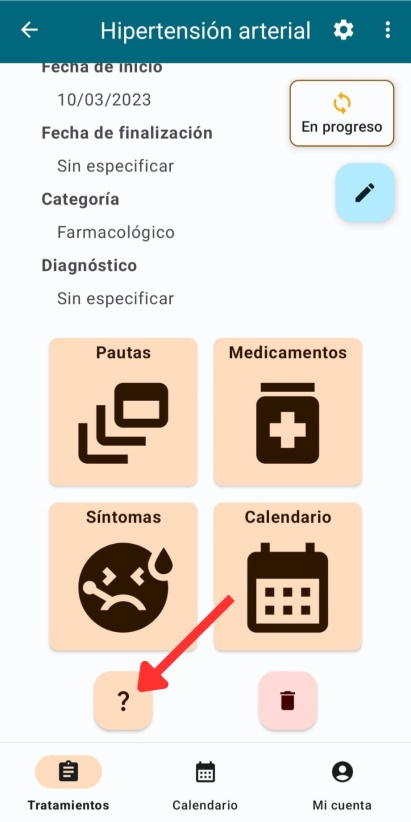 Hipertensión arterial
Fecha de inicio
10/03/2023
En progreso
Fecha de finalización
Sin especificar
Categoría
Farmacológico
Diagnóstico
Sin especificar
Pautas
Medicamentos
Síntomas
Calendario
?
Tratamientos
Calendario
Mi cuenta